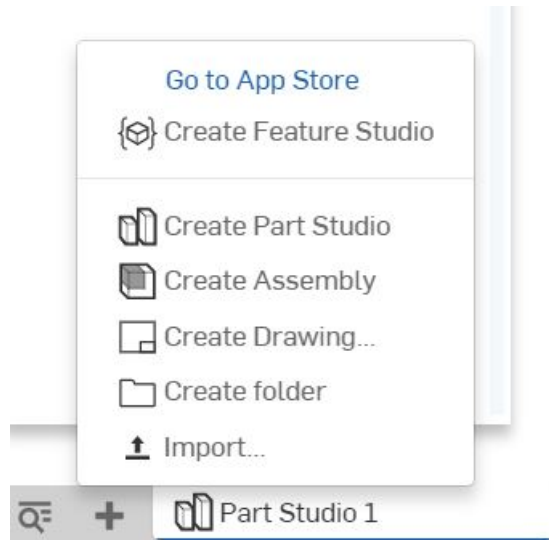 Go to App Store
Create Feature Studio
Create Part Studio
Create Assembly
Create Drawing...
Create folder
Import...
Part Studio 1